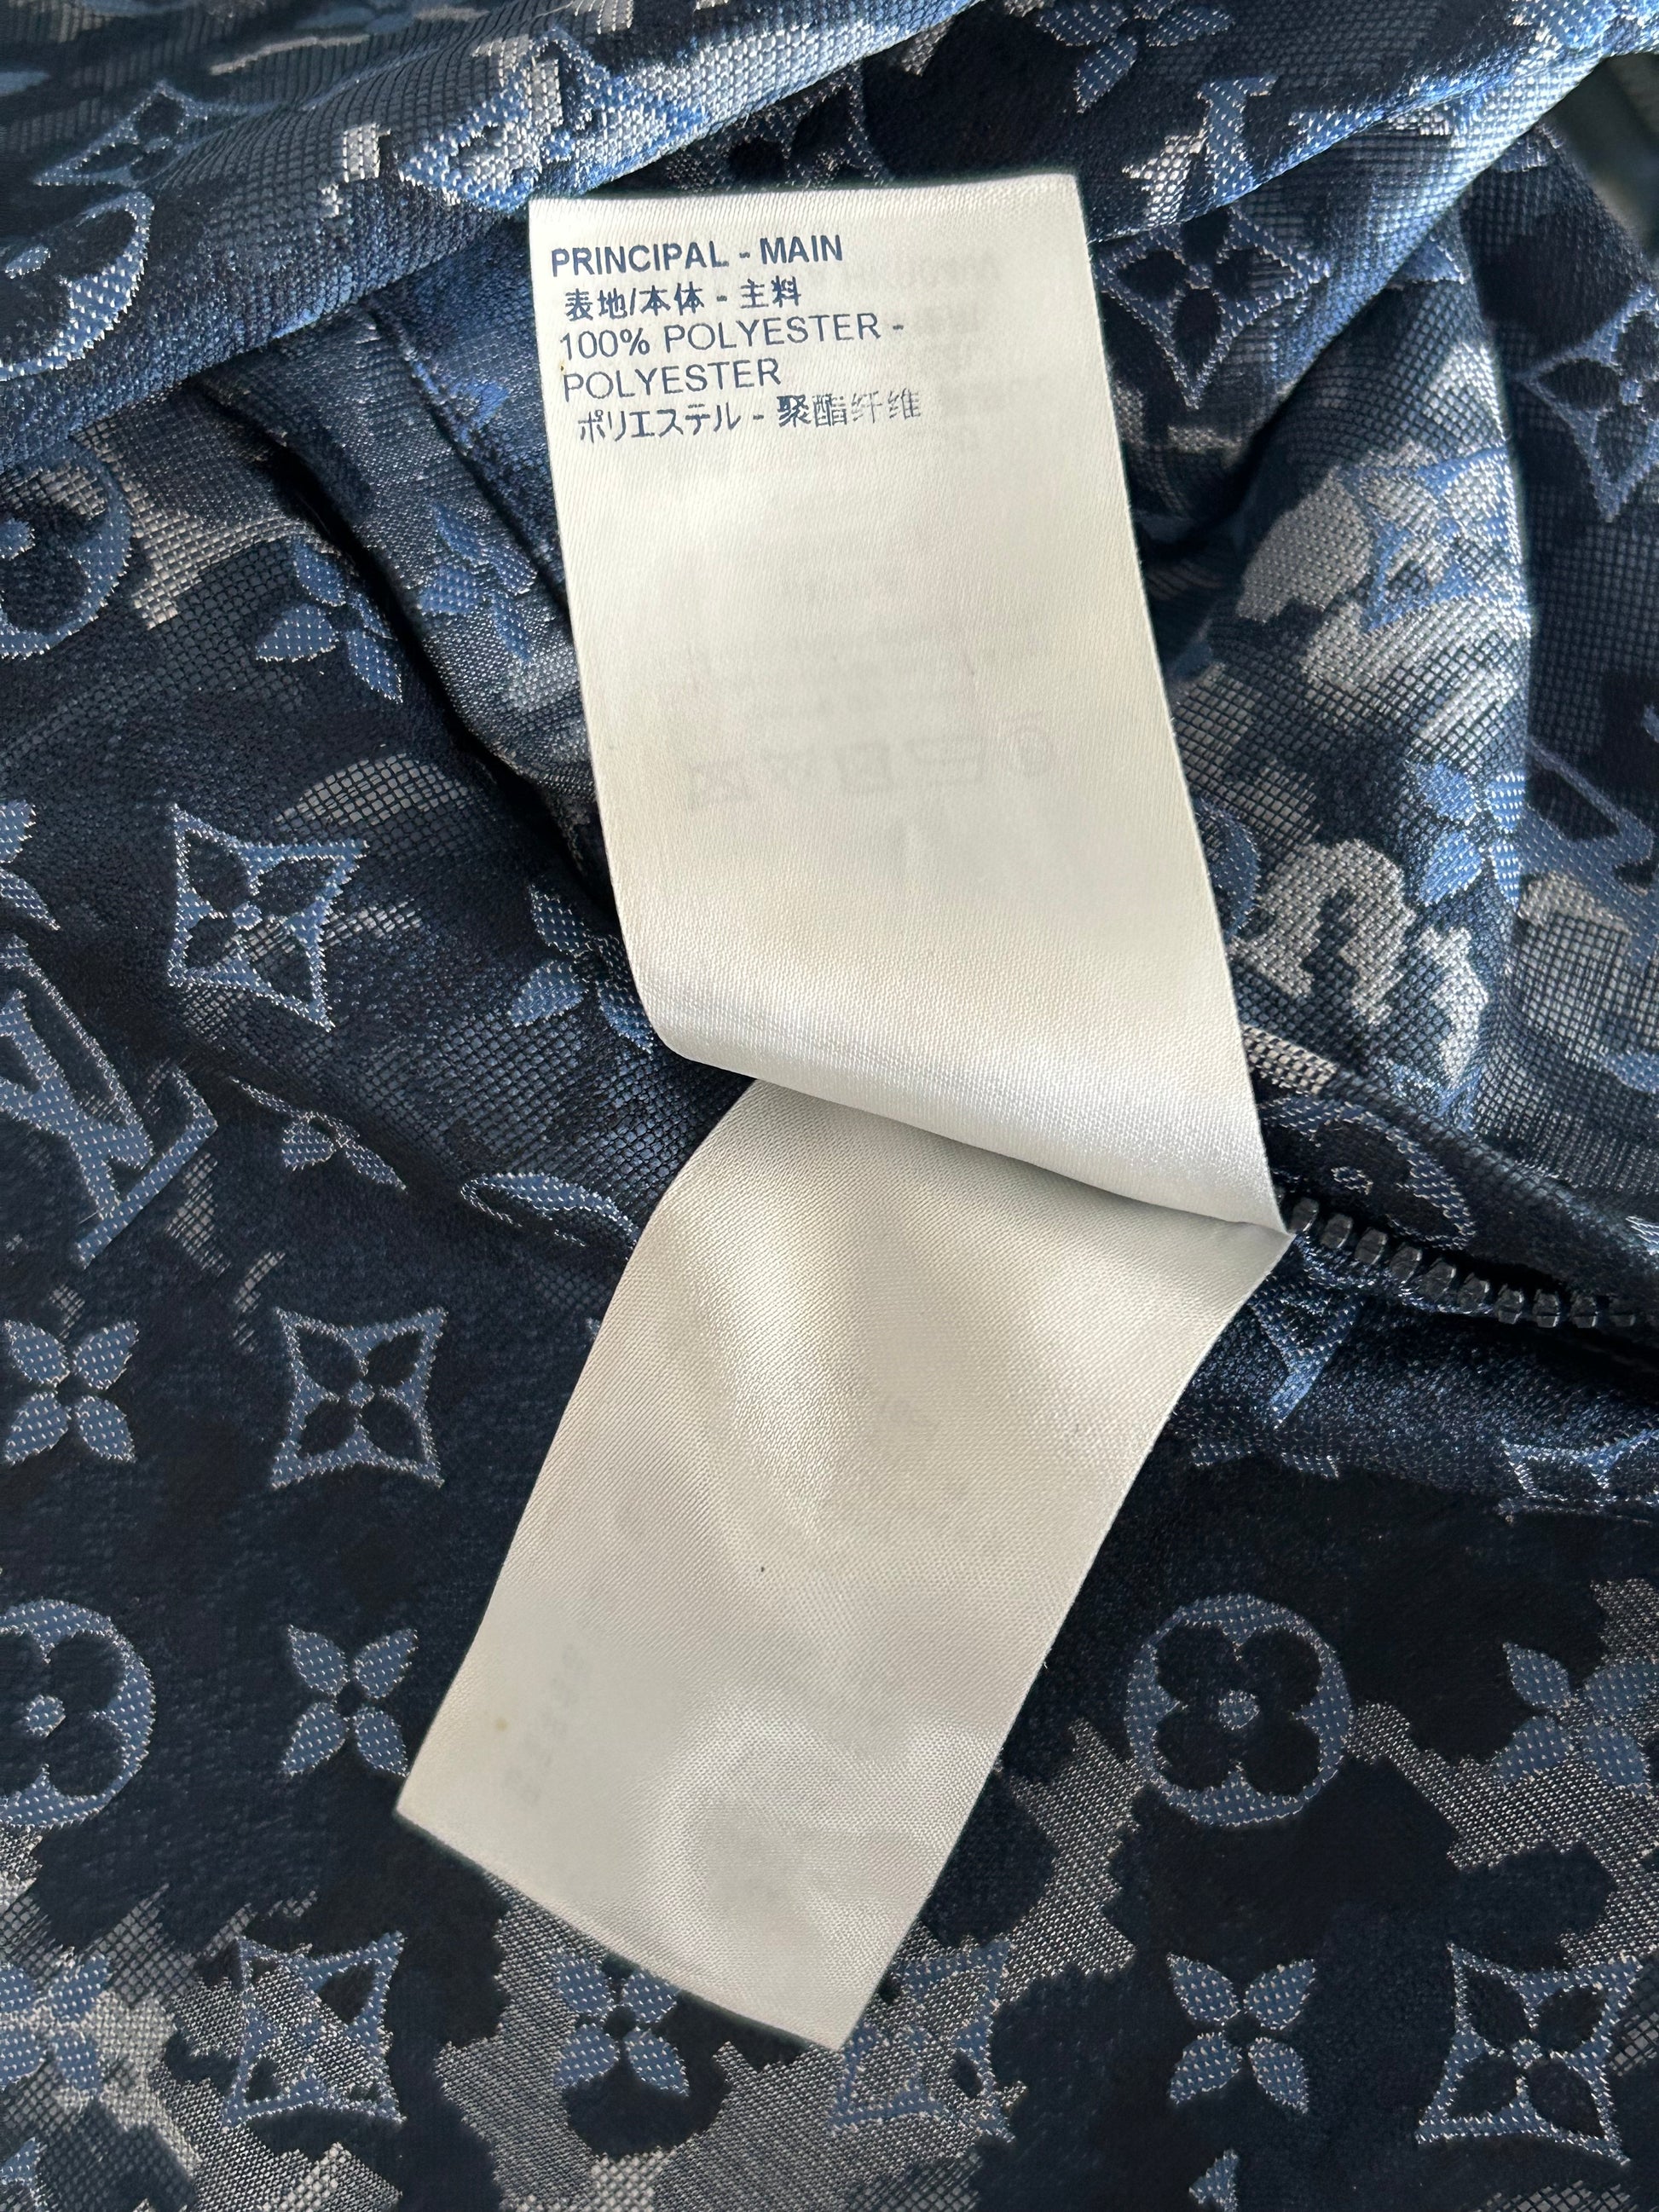 PRINCIPAL - MAIN
表地/本体 - 主料
100% POLYESTER -
POLYESTER
ポリエステル - 聚酯纤维